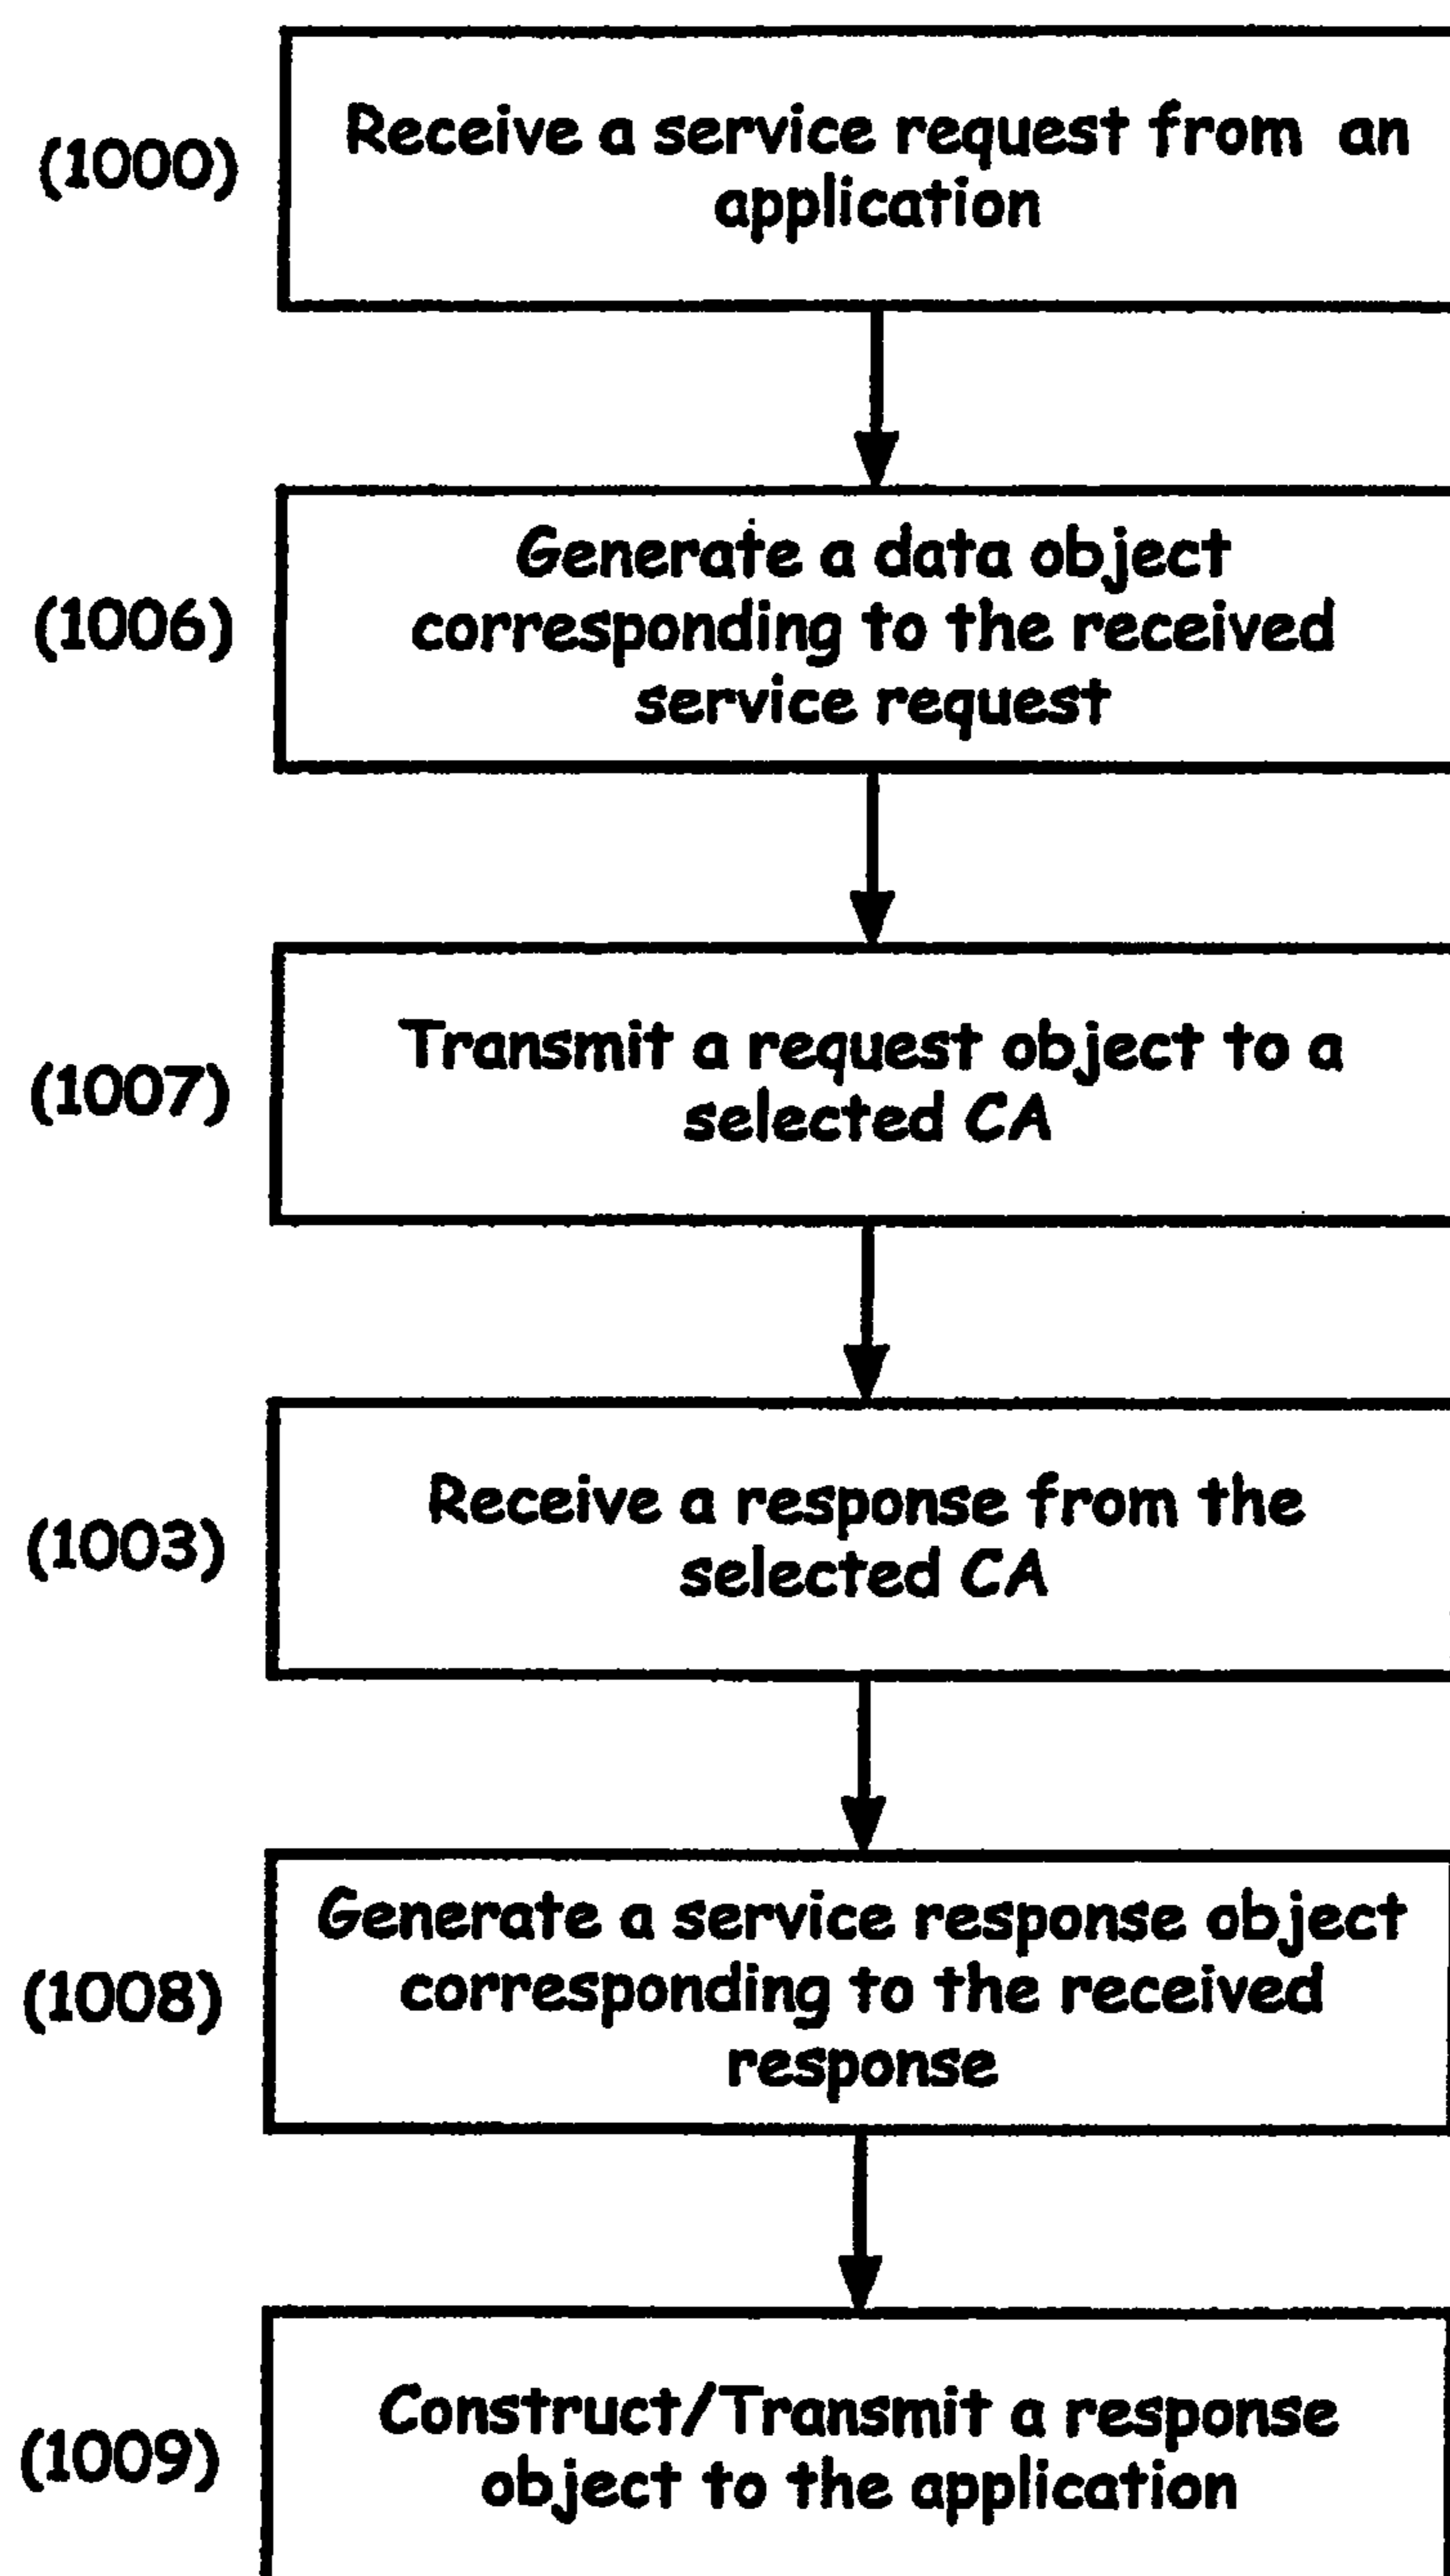 (1000)
Receive a service request from an
application
(1006)
Generate a data object
corresponding to the received
service request
(1007)
Transmit a request object to a
selected CA
(1003)
Receive a response from the
selected CA
(1008)
Generate a service response object
corresponding to the received
response
(1009)
Construct/Transmit a response
object to the application